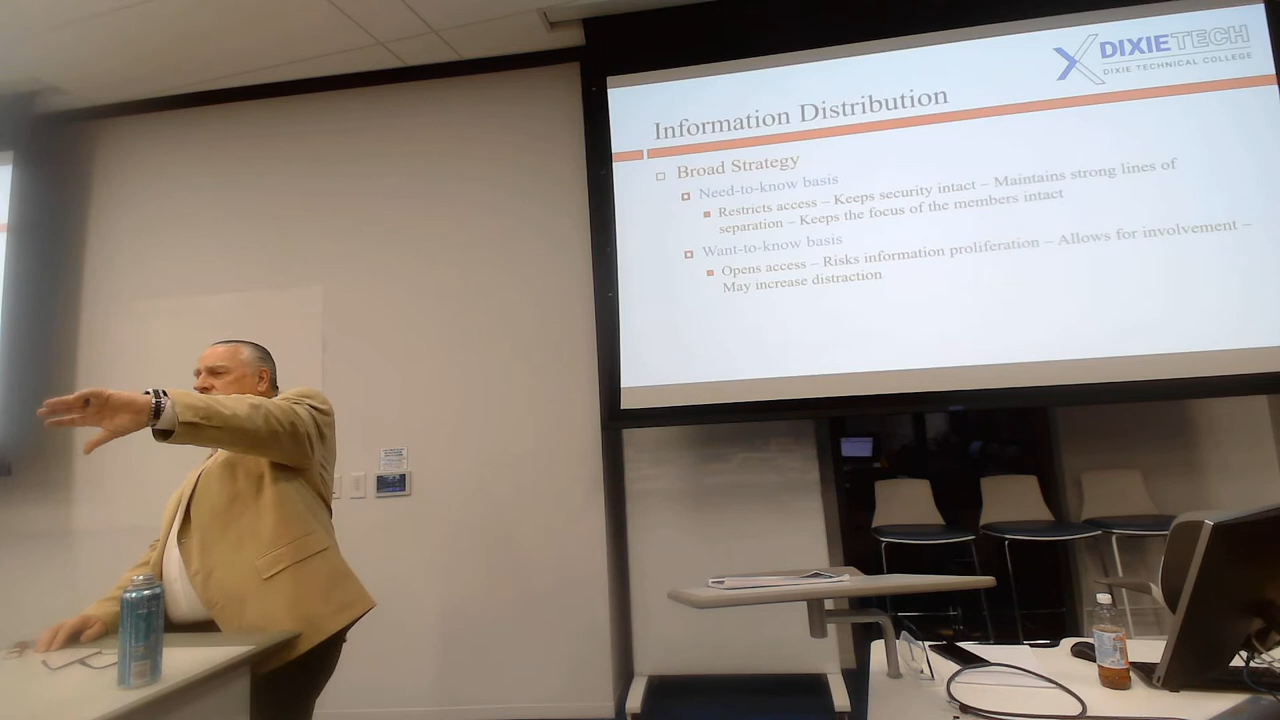 DIXIETECH
DIXIE TECHNICAL COLLEGE
Information Distribution
Broad Strategy
Need-to-know basis
Restricts access – Keeps security intact – Maintains strong lines of
separation – Keeps the focus of the members intact
Want-to-know basis
Opens access – Risks information proliferation – Allows for involvement –
May increase distraction